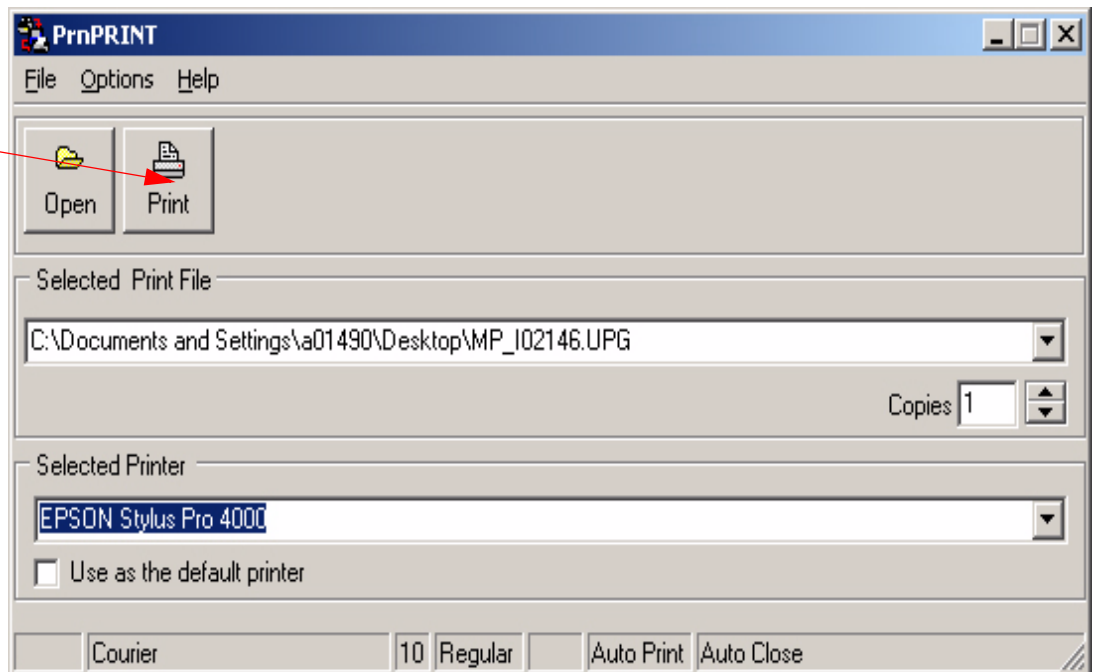 PrnPRINT
File Options Help
Open Print
Selected Print File
C:\Documents and Settings\a01490\Desktop\MP_I02146.UPG
Copies 1
Selected Printer
EPSON Stylus Pro 4000
Use as the default printer
Courier 10 Regular Auto Print Auto Close